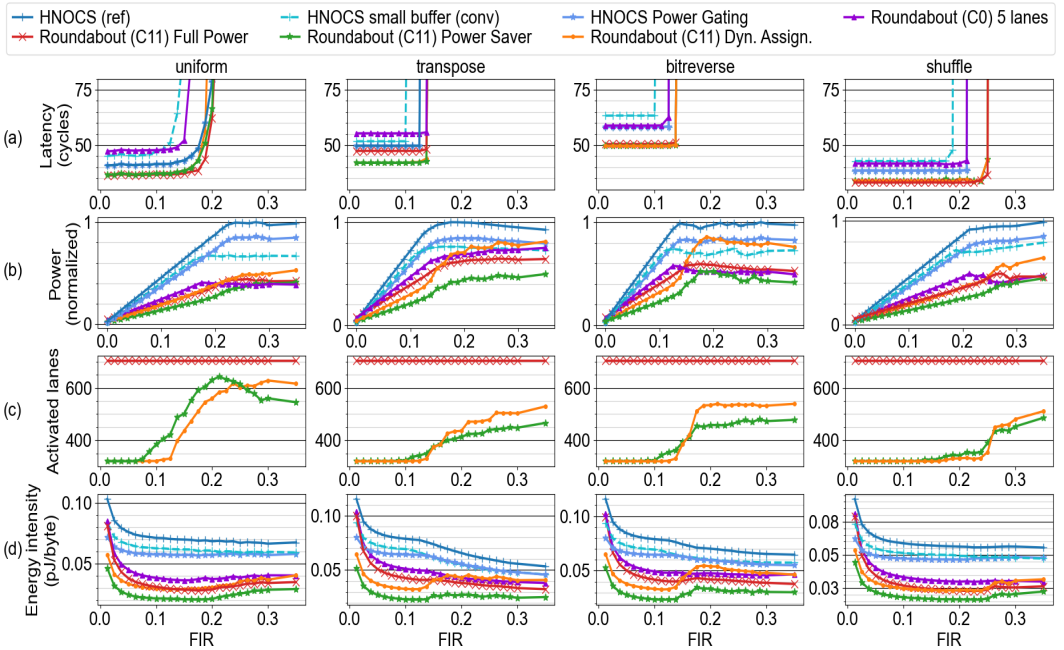 HNOCS (ref) HNOCS small buffer (conv) HNOCS Power Gating Roundabout (C0) 5 lanes
Roundabout (C11) Full Power Roundabout (C11) Power Saver Roundabout (C11) Dyn. Assign.
uniform transpose bitreverse shuffle
(a) Latency (cycles)
75 75 75 75
50 50 50 50
0.0 0.1 0.2 0.3 0.0 0.1 0.2 0.3 0.0 0.1 0.2 0.3 0.0 0.1 0.2 0.3
(b) Power (normalized)
1 1 1 1
0 0 0 0
0.0 0.1 0.2 0.3 0.0 0.1 0.2 0.3 0.0 0.1 0.2 0.3 0.0 0.1 0.2 0.3
(c) Activated lanes
600 600 600 600
400 400 400 400
0.0 0.1 0.2 0.3 0.0 0.1 0.2 0.3 0.0 0.1 0.2 0.3 0.0 0.1 0.2 0.3
(d) Energy intensity (pJ/byte)
0.10 0.10 0.10 0.08
0.05 0.05 0.05 0.05
0.03
0.0 0.1 0.2 0.3 0.0 0.1 0.2 0.3 0.0 0.1 0.2 0.3 0.0 0.1 0.2 0.3
FIR FIR FIR FIR